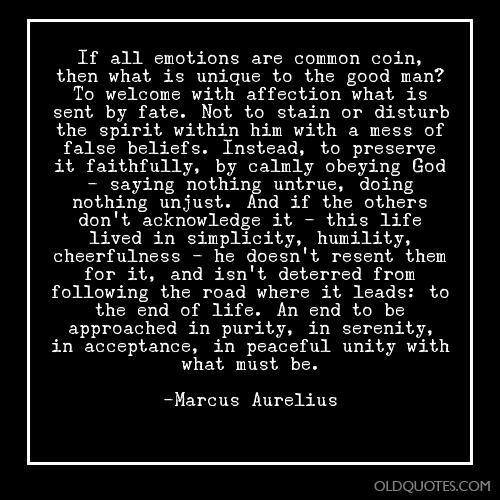 If all emotions are common coin,
then what is unique to the good man?
To welcome with affection what is
sent by fate. Not to stain or disturb
the spirit within him with a mess of
false beliefs. Instead, to preserve
it faithfully, by calmly obeying God
– saying nothing untrue, doing
nothing unjust. And if the others
don't acknowledge it – this life
lived in simplicity, humility,
cheerfulness – he doesn't resent them
for it, and isn't deterred from
following the road where it leads: to
the end of life. An end to be
approached in purity, in serenity,
in acceptance, in peaceful unity with
what must be.
-Marcus Aurelius
OLDQUOTES.COM